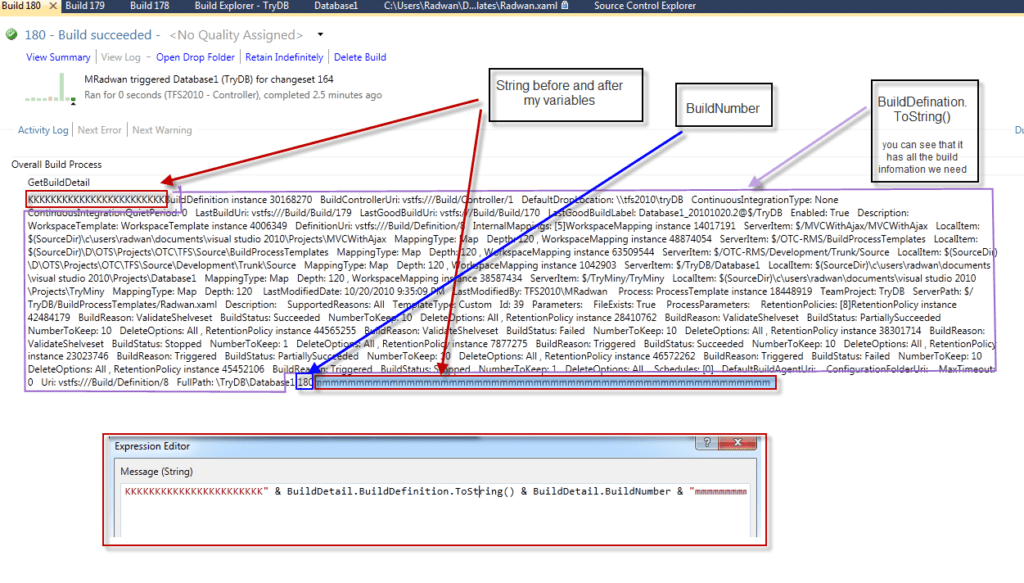 Build 180 × Build 179 Build 178 Build Explorer - TryDB Database1 C:\Users\Radwan\D...lates\Radwan.xaml Source Control Explorer
180 - Build succeeded - <No Quality Assigned>
View Summary | View Log - Open Drop Folder | Retain Indefinitely | Delete Build
MRadwan triggered Database1 (TryDB) for changeset 164
Ran for 0 seconds (TFS2010 - Controller), completed 2.5 minutes ago
String before and after
my variables
BuildNumber
BuildDefination.
ToString()
you can see that it
has all the build
infomation we need
Activity Log | Next Error | Next Warning
Overall Build Process
GetBuildDetail
BuildDefinition instance 30168270 BuildControllerUri: vstfs:///Build/Controller/1 DefaultDropLocation: \\tfs2010\tryDB ContinuousIntegrationType: None
ContinuousIntegrationQuietPeriod: 0 LastBuildUri: vstfs:///Build/Build/179 LastGoodBuildUri: vstfs:///Build/Build/170 LastGoodBuildLabel: Database1_20101020.2@$/TryDB Enabled: True Description:
WorkspaceTemplate: WorkspaceTemplate instance 4006349 DefinitionUri: vstfs:///Build/Definition/8 InternalMappings: [5]WorkspaceMapping instance 14017191 ServerItem: $/MVCWithAjax/MVCWithAjax LocalItem:
$(SourceDir)\c\users\radwan\documents\visual studio 2010\Projects\MVCWithAjax MappingType: Map Depth: 120 , WorkspaceMapping instance 48874054 ServerItem: $/OTC-RMS/BuildProcessTemplates LocalItem:
$(SourceDir)\D\OTS\Projects\OTC\TFS\Source\BuildProcessTemplates MappingType: Map Depth: 120 , WorkspaceMapping instance 63509544 ServerItem: $/OTC-RMS/Development/Trunk/Source LocalItem: $(SourceDir)
\D\OTS\Projects\OTC\TFS\Source\Development\Trunk\Source MappingType: Map Depth: 120 , WorkspaceMapping instance 1042903 ServerItem: $/TryDB/Database1 LocalItem: $(SourceDir)\c\users\radwan\documents
\visual studio 2010\Projects\Database1 MappingType: Map Depth: 120 , WorkspaceMapping instance 38587434 ServerItem: $/TryMiny/TryMiny LocalItem: $(SourceDir)\c\users\radwan\documents\visual studio 2010
\Projects\TryMiny MappingType: Map Depth: 120 LastModifiedDate: 10/20/2010 9:35:09 PM LastModifiedBy: TFS2010\MRadwan Process: ProcessTemplate instance 18448919 TeamProject: TryDB ServerPath: $/
TryDB/BuildProcessTemplates/Radwan.xaml Description: SupportedReasons: All TemplateType: Custom Id: 39 Parameters: FileExists: True ProcessParameters: RetentionPolicies: [8]RetentionPolicy instance
42484179 BuildReason: ValidateShelveset BuildStatus: Succeeded NumberToKeep: 10 DeleteOptions: All , RetentionPolicy instance 28410762 BuildReason: ValidateShelveset BuildStatus: PartiallySucceeded
NumberToKeep: 10 DeleteOptions: All , RetentionPolicy instance 44565255 BuildReason: ValidateShelveset BuildStatus: Failed NumberToKeep: 10 DeleteOptions: All , RetentionPolicy instance 38301714 BuildReason:
ValidateShelveset BuildStatus: Stopped NumberToKeep: 1 DeleteOptions: All , RetentionPolicy instance 7877275 BuildReason: Triggered BuildStatus: Succeeded NumberToKeep: 10 DeleteOptions: All , RetentionPolicy
instance 23023746 BuildReason: Triggered BuildStatus: PartiallySucceeded NumberToKeep: 10 DeleteOptions: All , RetentionPolicy instance 46572262 BuildReason: Triggered BuildStatus: Failed NumberToKeep: 10
DeleteOptions: All , RetentionPolicy instance 45452106 BuildReason: Triggered BuildStatus: Stopped NumberToKeep: 1 DeleteOptions: All Schedules: [0] DefaultBuildAgentUri: ConfigurationFolderUri: MaxTimeout:
0 Uri: vstfs:///Build/Definition/8 FullPath: \TryDB\Database1 180
Expression Editor
Message (String)
KKKKKKKKKKKKKKKKKKKKKKK" & BuildDetail.BuildDefinition.ToString() & BuildDetail.BuildNumber & "mmmmmmmmm